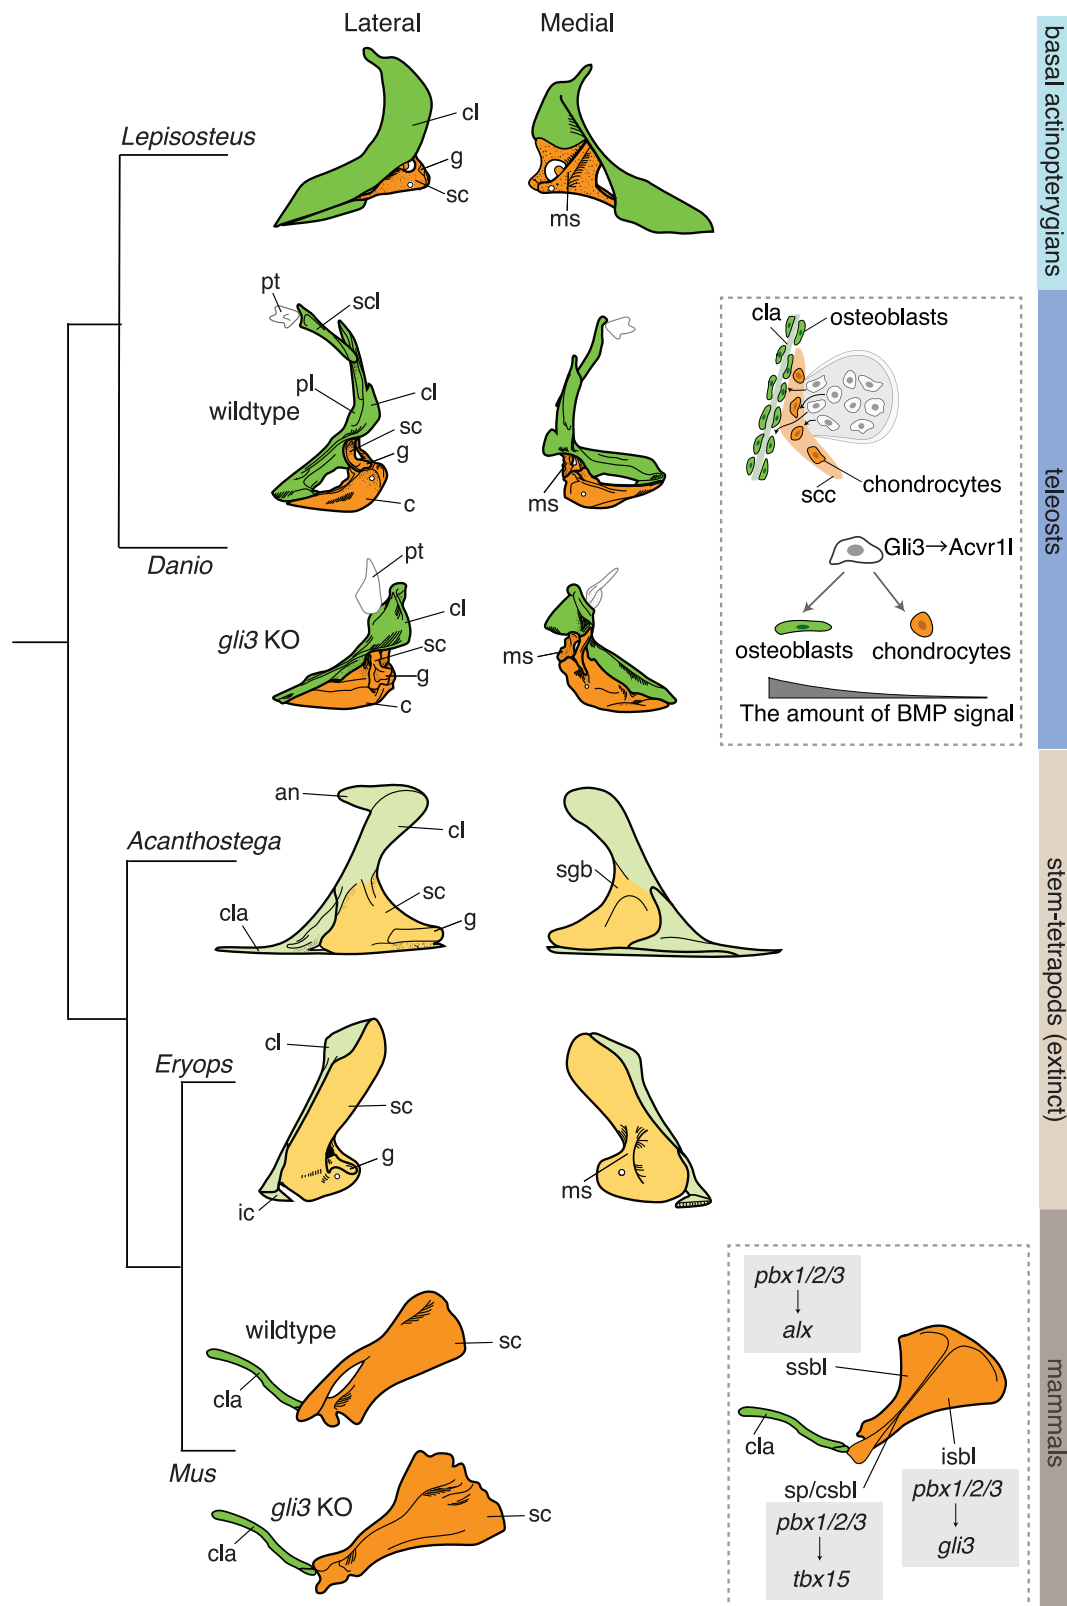 Lateral
Medial
basal actinopterygians
Lepisosteus
cl
g
sc
ms
pt
scl
pl
cl
wildtype
sc
g
c
ms
Danio
cla
osteoblasts
chondrocytes
scc
Gli3→Acvr1l
osteoblasts
chondrocytes
The amount of BMP signal
teleosts
pt
cl
gli3 KO
sc
g
c
ms
an
cl
Acanthostega
sc
cla
g
sgb
stem-tetrapods (extinct)
Eryops
cl
sc
g
ic
ms
wildtype
sc
cla
Mus
gli3 KO
sc
cla
pbx1/2/3
alx
ssbl
cla
isbl
sp/csbl
pbx1/2/3
gli3
pbx1/2/3
tbx15
mammals